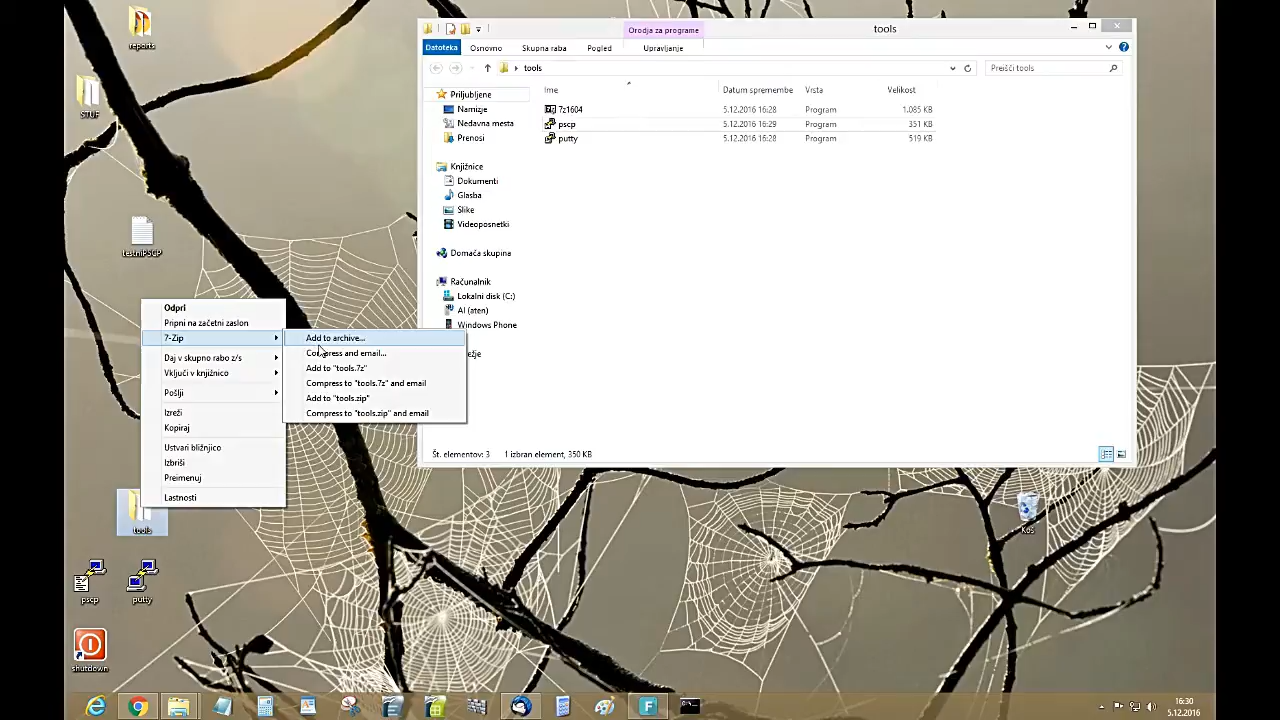 reports
STUF
testniPSCP
Orodja za programe
tools
Datoteka
Osnovno
Skupna raba
Pogled
Upravljanje
tools
Preišči tools
Ime
Datum spremembe
Vrsta
Velikost
Priljubljene
Namizje
Nedavna mesta
Prenosi
Knjižnice
Dokumenti
Glasba
Slike
Videoposnetki
Domača skupina
Računalnik
Lokalni disk (C:)
Al (aten)
Windows Phone
7z1604
5.12.2016 16:28
Program
1.085 KB
pscp
5.12.2016 16:29
Program
351 KB
putty
5.12.2016 16:28
Program
519 KB
Št. elementov: 3
1 izbran element, 350 KB
Odpri
Pripni na začetni zaslon
7-Zip
Daj v skupno rabo z/s
Vključi v knjižnico
Pošlji
Izreži
Kopiraj
Ustvari bližnjico
Izbriši
Preimenuj
Lastnosti
Add to archive...
Compress and email...
Add to "tools.7z"
Compress to "tools.7z" and email
Add to "tools.zip"
Compress to "tools.zip" and email
tools
pscp
putty
shutdown
Koš
16:30
5.12.2016